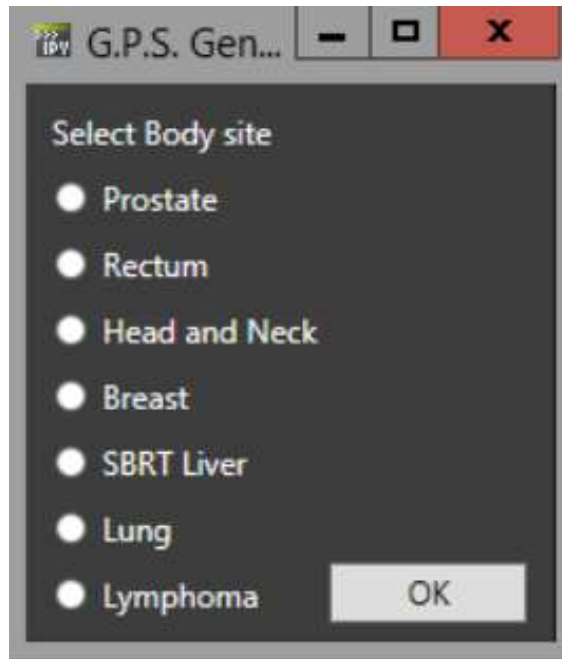 G.P.S. Gen...
Select Body site
Prostate
Rectum
Head and Neck
Breast
SBRT Liver
Lung
Lymphoma
OK